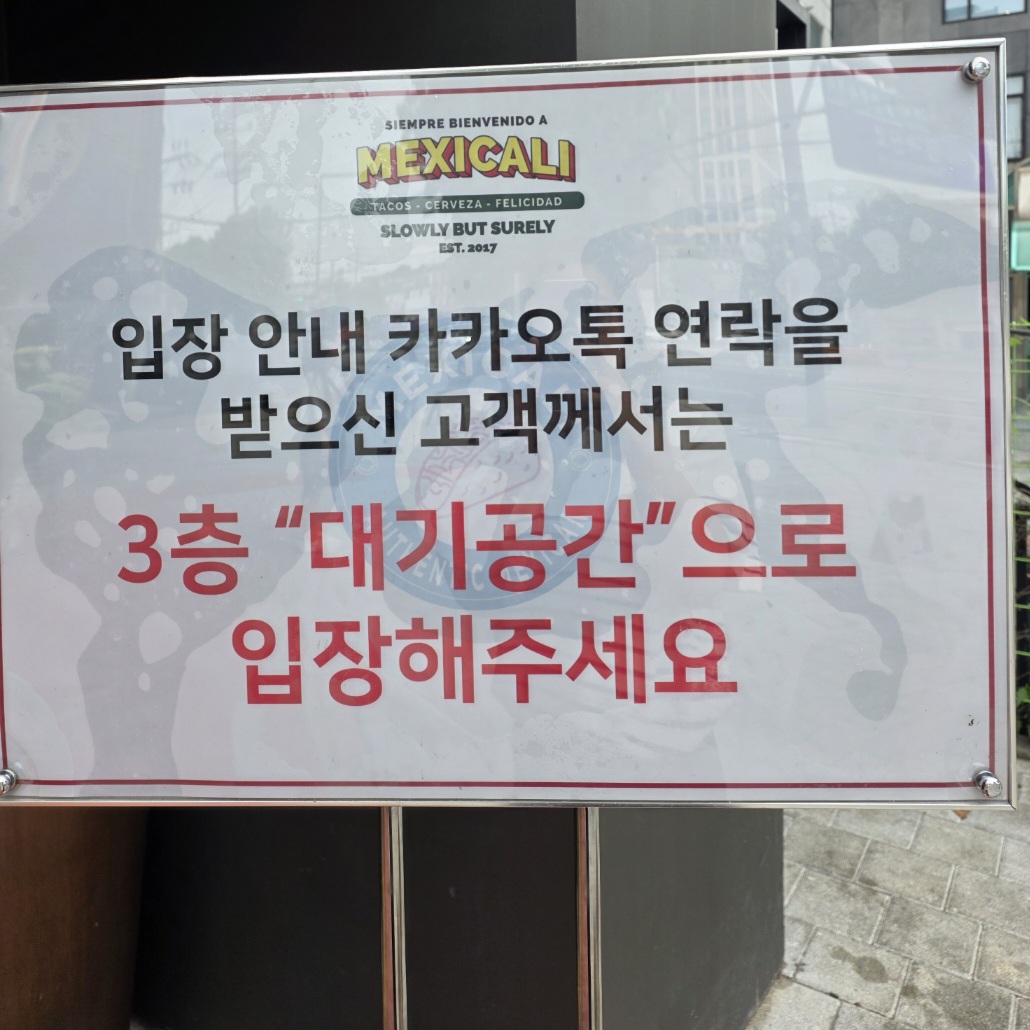 SIEMPRE BIENVENIDO A
MEXICALI
TACOS - CERVEZA - FELICIDAD
SLOWLY BUT SURELY
EST. 2017
입장 안내 카카오톡 연락을
받으신 고객께서는
3층 “대기공간”으로
입장해주세요